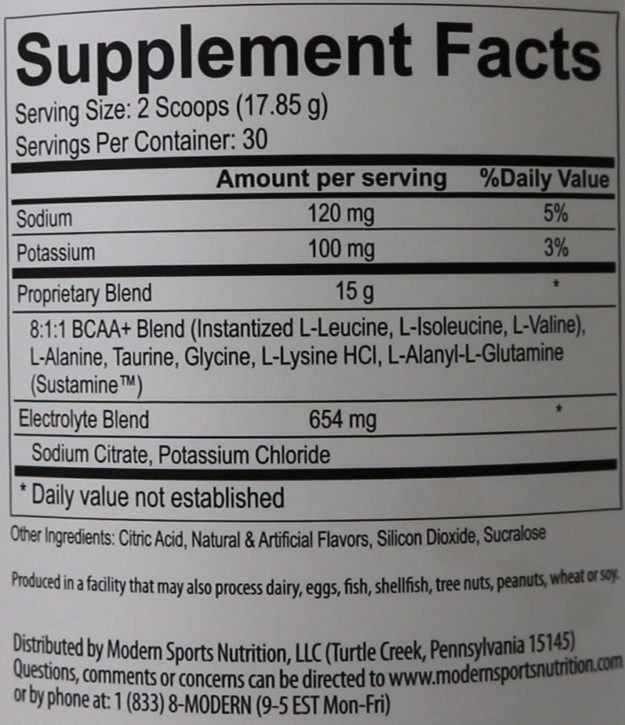 Supplement Facts
Serving Size: 2 Scoops (17.85 g)
Servings Per Container: 30
Amount per serving %Daily Value
Sodium 120 mg 5%
Potassium 100 mg 3%
Proprietary Blend 15 g *
8:1:1 BCAA+ Blend (Instantized L-Leucine, L-Isoleucine, L-Valine),
L-Alanine, Taurine, Glycine, L-Lysine HCl, L-Alanyl-L-Glutamine
(Sustamine™)
Electrolyte Blend 654 mg *
Sodium Citrate, Potassium Chloride
* Daily value not established
Other Ingredients: Citric Acid, Natural & Artificial Flavors, Silicon Dioxide, Sucralose
Produced in a facility that may also process dairy, eggs, fish, shellfish, tree nuts, peanuts, wheat or soy.
Distributed by Modern Sports Nutrition, LLC (Turtle Creek, Pennsylvania 15145)
Questions, comments or concerns can be directed to www.modernsportsnutrition.com
or by phone at: 1 (833) 8-MODERN (9-5 EST Mon-Fri)